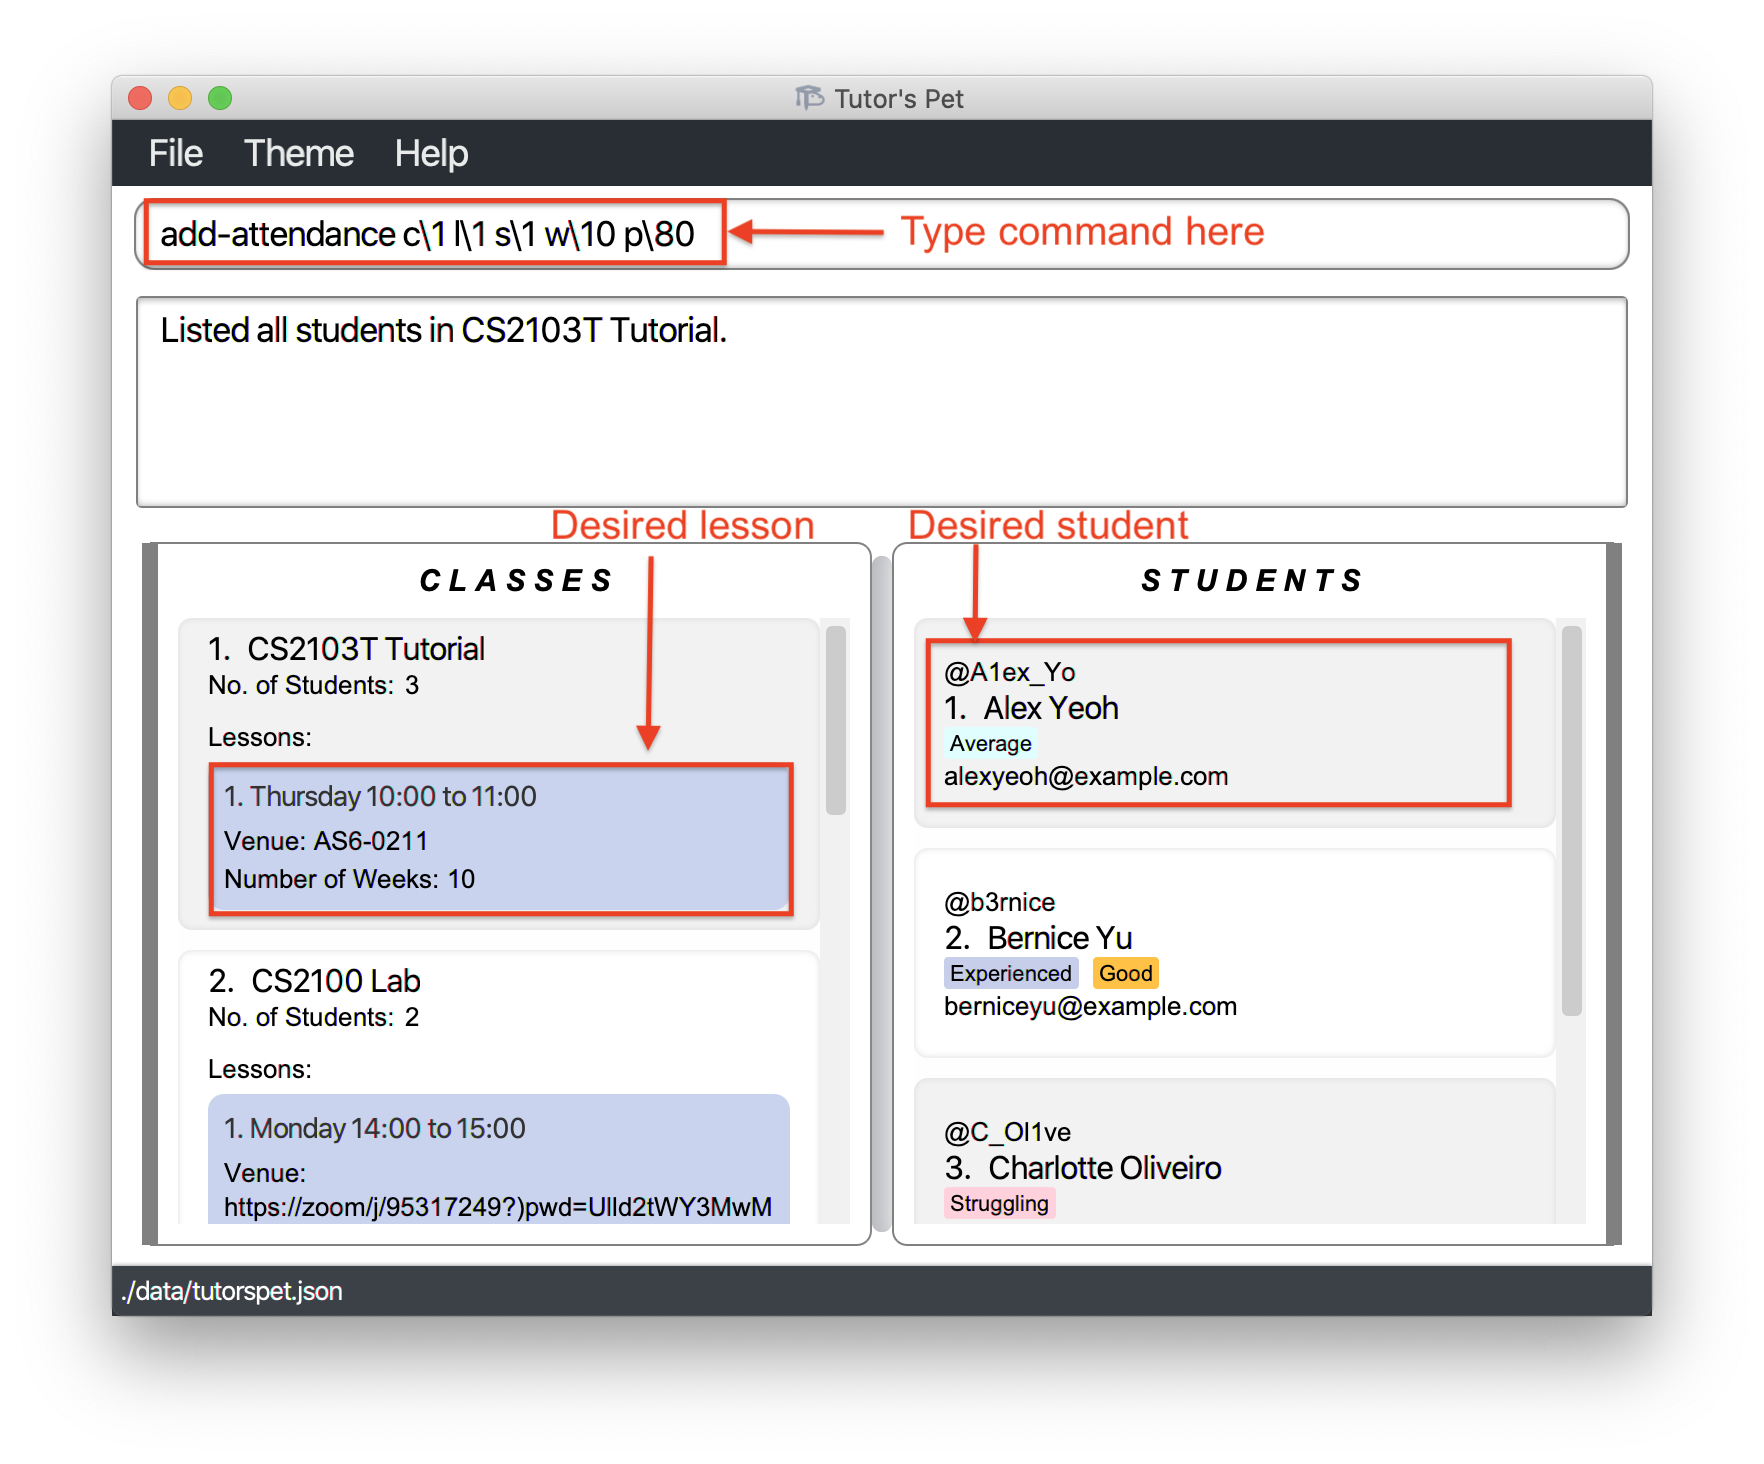 Tutor's Pet
File Theme Help
add-attendance c\1 l\1 s\1 w\10 p\80
Type command here
Listed all students in CS2103T Tutorial.
Desired lesson
Desired student
CLASSES
1. CS2103T Tutorial
No. of Students: 3
Lessons:
1. Thursday 10:00 to 11:00
Venue: AS6-0211
Number of Weeks: 10
2. CS2100 Lab
No. of Students: 2
Lessons:
1. Monday 14:00 to 15:00
Venue:
https://zoom/j/95317249?)pwd=Ulld2tWY3MwM
STUDENTS
@A1ex_Yo
1. Alex Yeoh
Average
alexyeoh@example.com
@b3rnice
2. Bernice Yu
Experienced Good
berniceyu@example.com
@C_Ol1ve
3. Charlotte Oliveiro
Struggling
./data/tutorspet.json